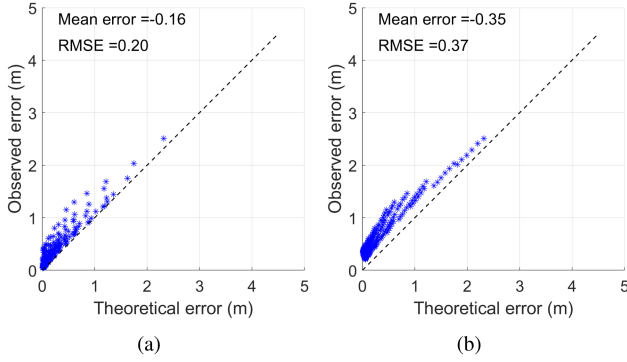 Mean error =-0.16
RMSE =0.20
Observed error (m)
5
4
3
2
1
0
0 1 2 3 4 5
Theoretical error (m)
(a)
Mean error =-0.35
RMSE =0.37
Observed error (m)
5
4
3
2
1
0
0 1 2 3 4 5
Theoretical error (m)
(b)